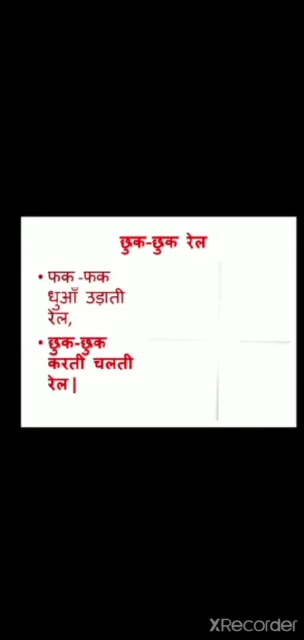 छुक-छुक रेल
• फक -फक
धुआँ उड़ाती
रेल,
• छुक-छुक
करती चलती
रेल|
XRecorder